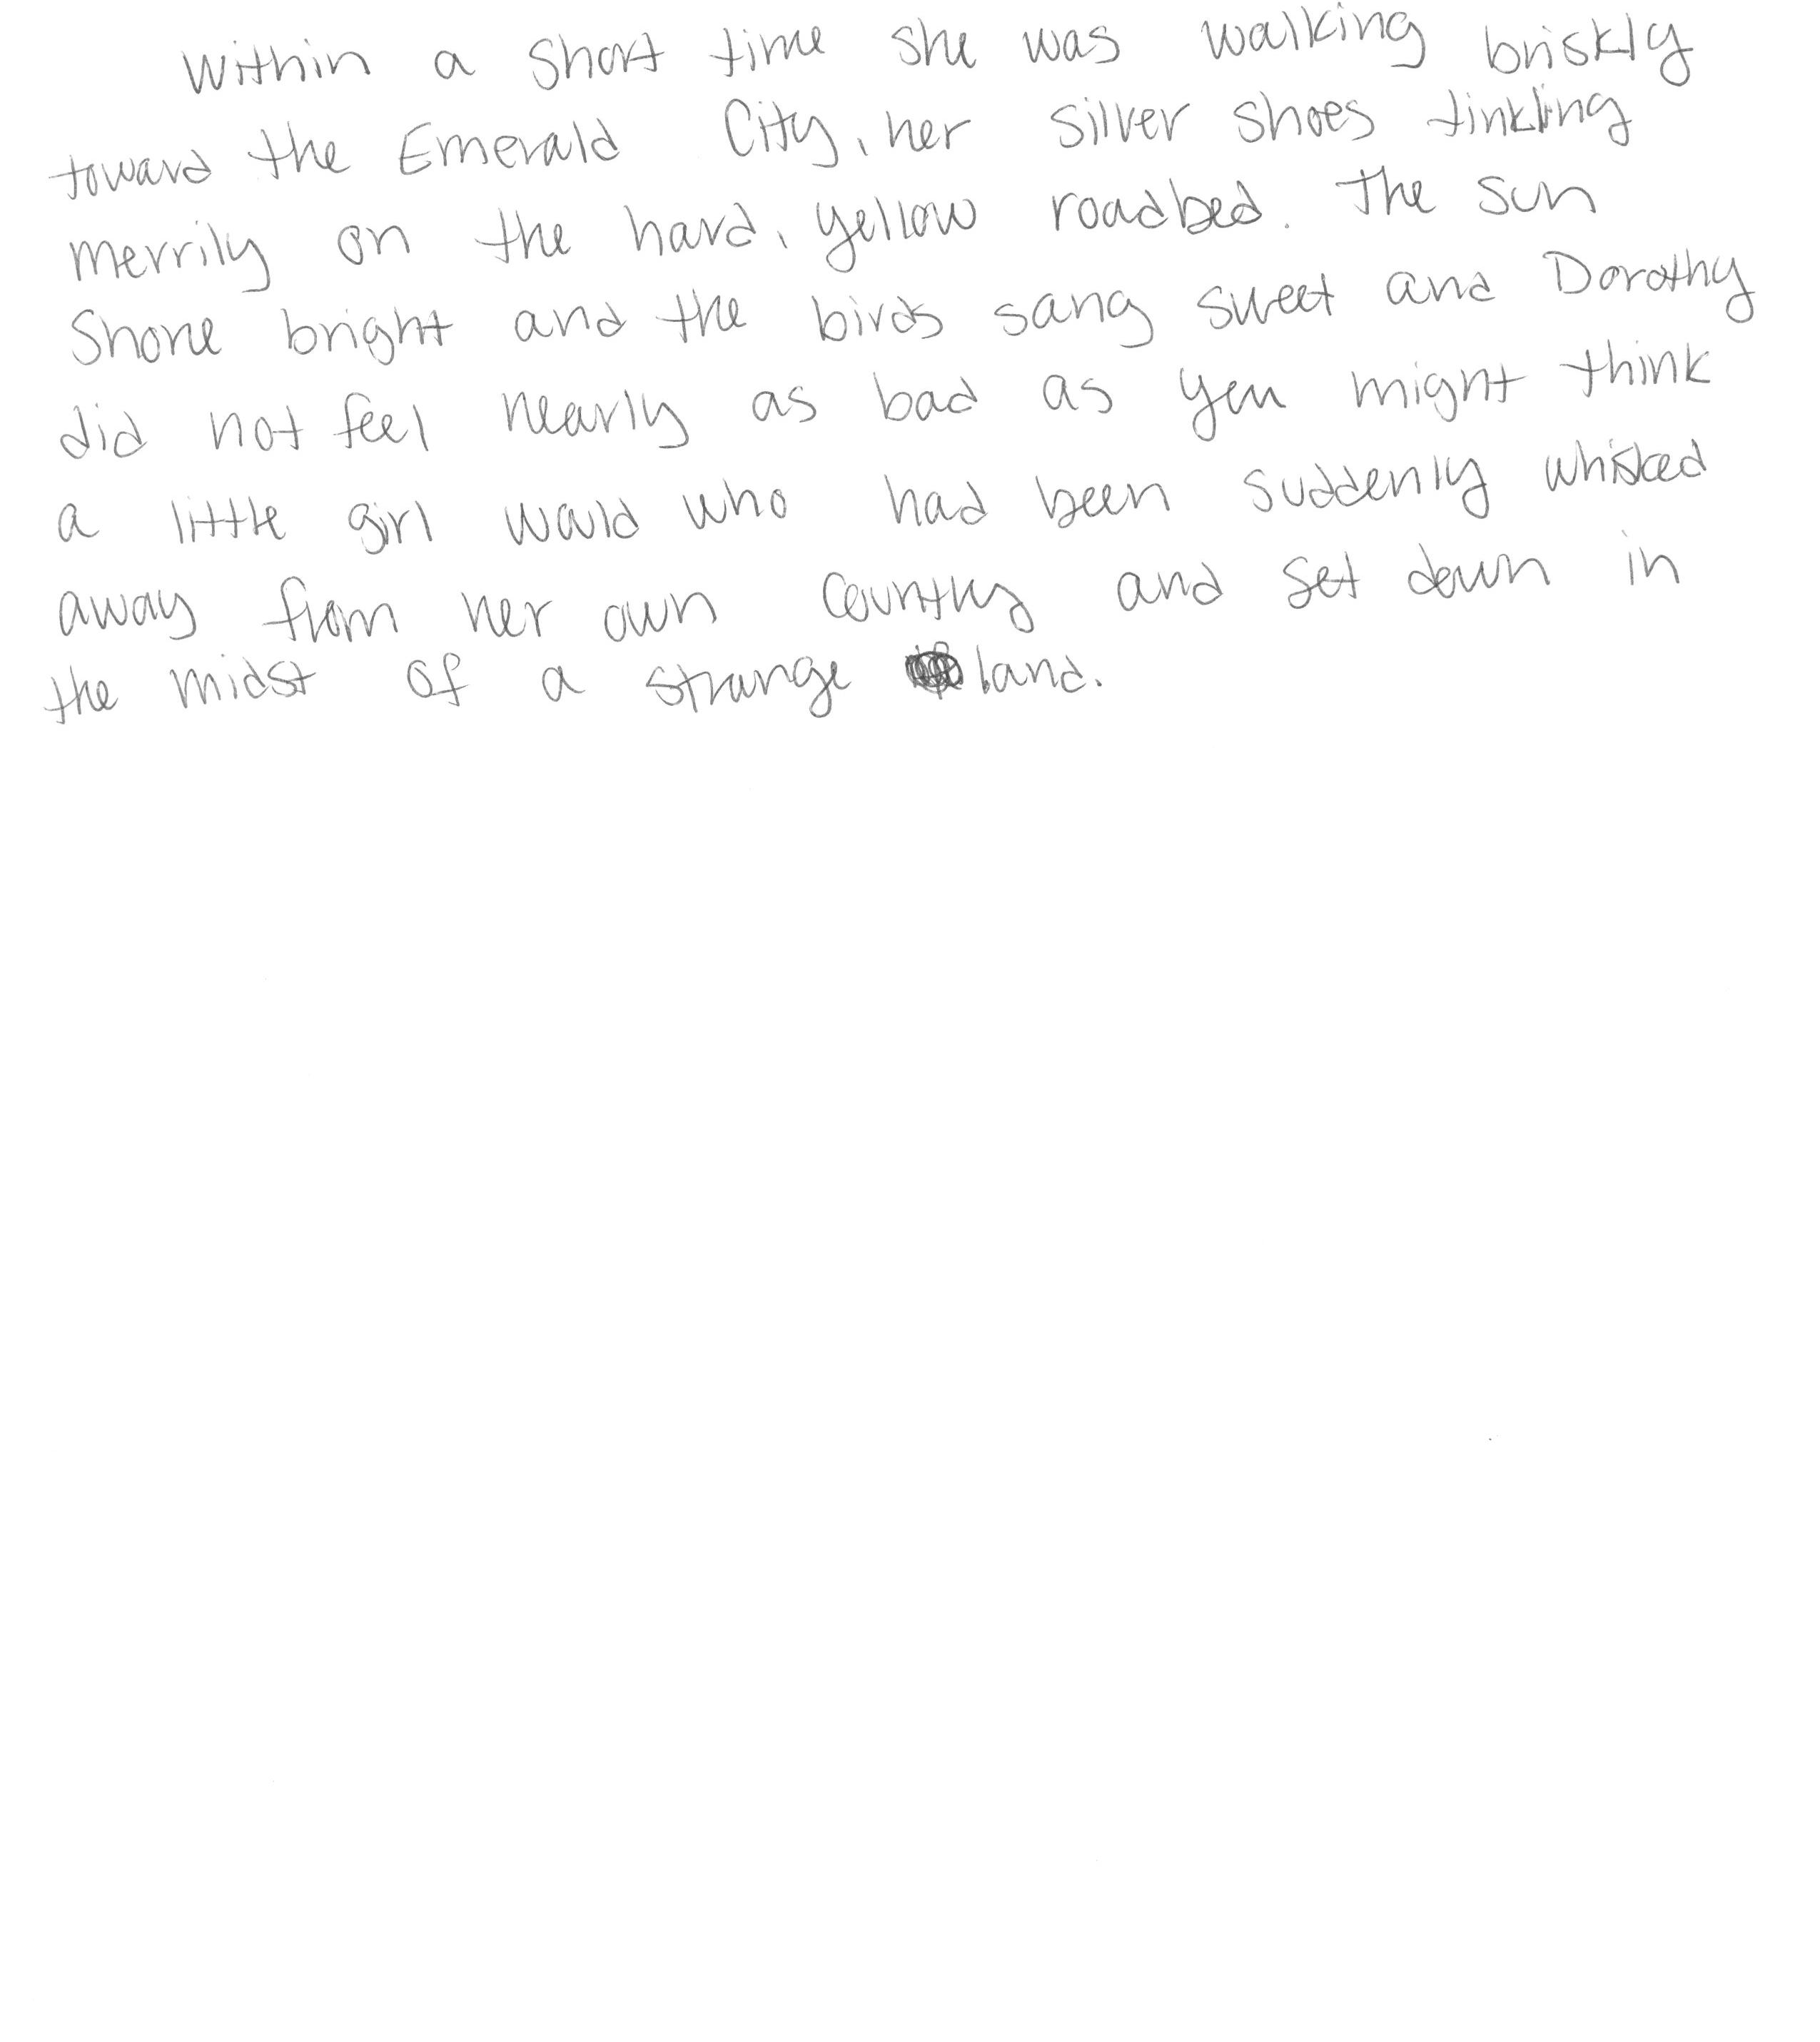 Within a short time she was walking briskly
toward the Emerald City, her silver shoes tinkling
merrily on the hard, yellow roadbed. The sun
shone bright and the birds sang sweet and Dorothy
did not feel nearly as bad as you might think
a little girl would who had been suddenly whisked
away from her own country and set down in
the midst of a strange land.